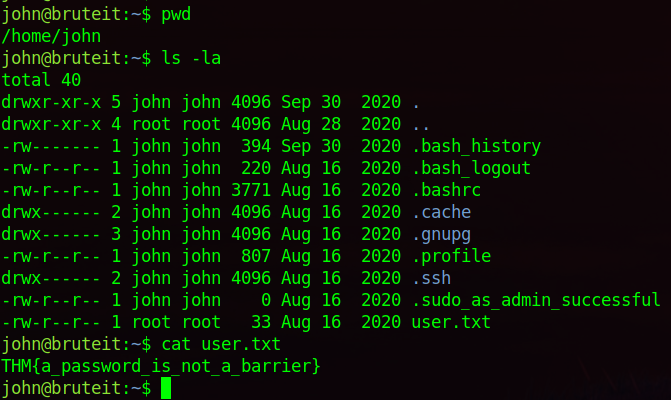 john@bruteit:~$ pwd
/home/john
john@bruteit:~$ ls -la
total 40
drwxr-xr-x 5 john john 4096 Sep 30  2020 .
drwxr-xr-x 4 root root 4096 Aug 28  2020 ..
-rw------- 1 john john  394 Sep 30  2020 .bash_history
-rw-r--r-- 1 john john  220 Aug 16  2020 .bash_logout
-rw-r--r-- 1 john john 3771 Aug 16  2020 .bashrc
drwx------ 2 john john 4096 Aug 16  2020 .cache
drwx------ 3 john john 4096 Aug 16  2020 .gnupg
-rw-r--r-- 1 john john  807 Aug 16  2020 .profile
drwx------ 2 john john 4096 Aug 16  2020 .ssh
-rw-r--r-- 1 john john    0 Aug 16  2020 .sudo_as_admin_successful
-rw-r--r-- 1 root root   33 Aug 16  2020 user.txt
john@bruteit:~$ cat user.txt
THM{a_password_is_not_a_barrier}
john@bruteit:~$